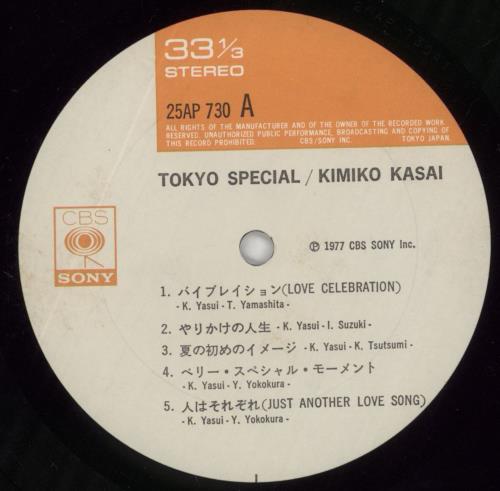 33 1/3
STEREO
25AP 730 A
ALL RIGHTS OF THE MANUFACTURER AND OF THE OWNER OF THE RECORDED WORK
RESERVED. UNAUTHORIZED PUBLIC PERFORMANCE, BROADCASTING AND COPYING OF
THIS RECORD PROHIBITED. CBS/SONY INC. TOKYO JAPAN.
TOKYO SPECIAL / KIMIKO KASAI
CBS
SONY
℗ 1977 CBS SONY Inc.
1. バイブレイション(LOVE CELEBRATION)
- K. Yasui - T. Yamashita -
2. やりかけの人生 - K. Yasui - I. Suzuki -
3. 夏の初めのイメージ - K. Yasui - K. Tsutsumi -
4. ベリー・スペシャル・モーメント
- K. Yasui - Y. Yokokura -
5. 人はそれぞれ(JUST ANOTHER LOVE SONG)
- K. Yasui - Y. Yokokura -